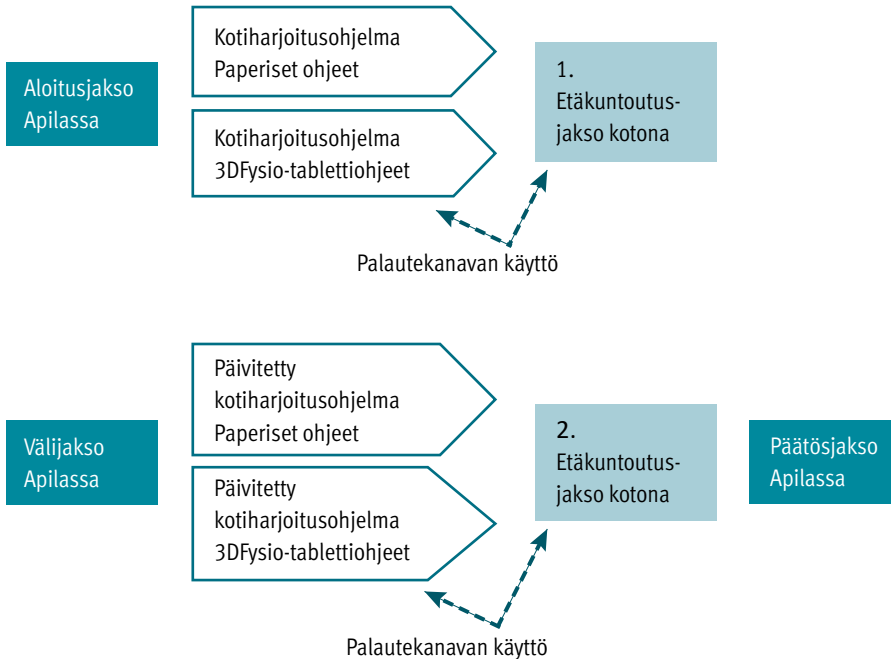 Aloitusjakso
Apilassa
Kotiharjoitusohjelma
Paperiset ohjeet
Kotiharjoitusohjelma
3DFysio-tablettiohjeet
1.
Etäkuntoutus-
jakso kotona
Palautekanavan käyttö
Välijakso
Apilassa
Päivitetty
kotiharjoitusohjelma
Paperiset ohjeet
Päivitetty
kotiharjoitusohjelma
3DFysio-tablettiohjeet
2.
Etäkuntoutus-
jakso kotona
Päätösjakso
Apilassa
Palautekanavan käyttö